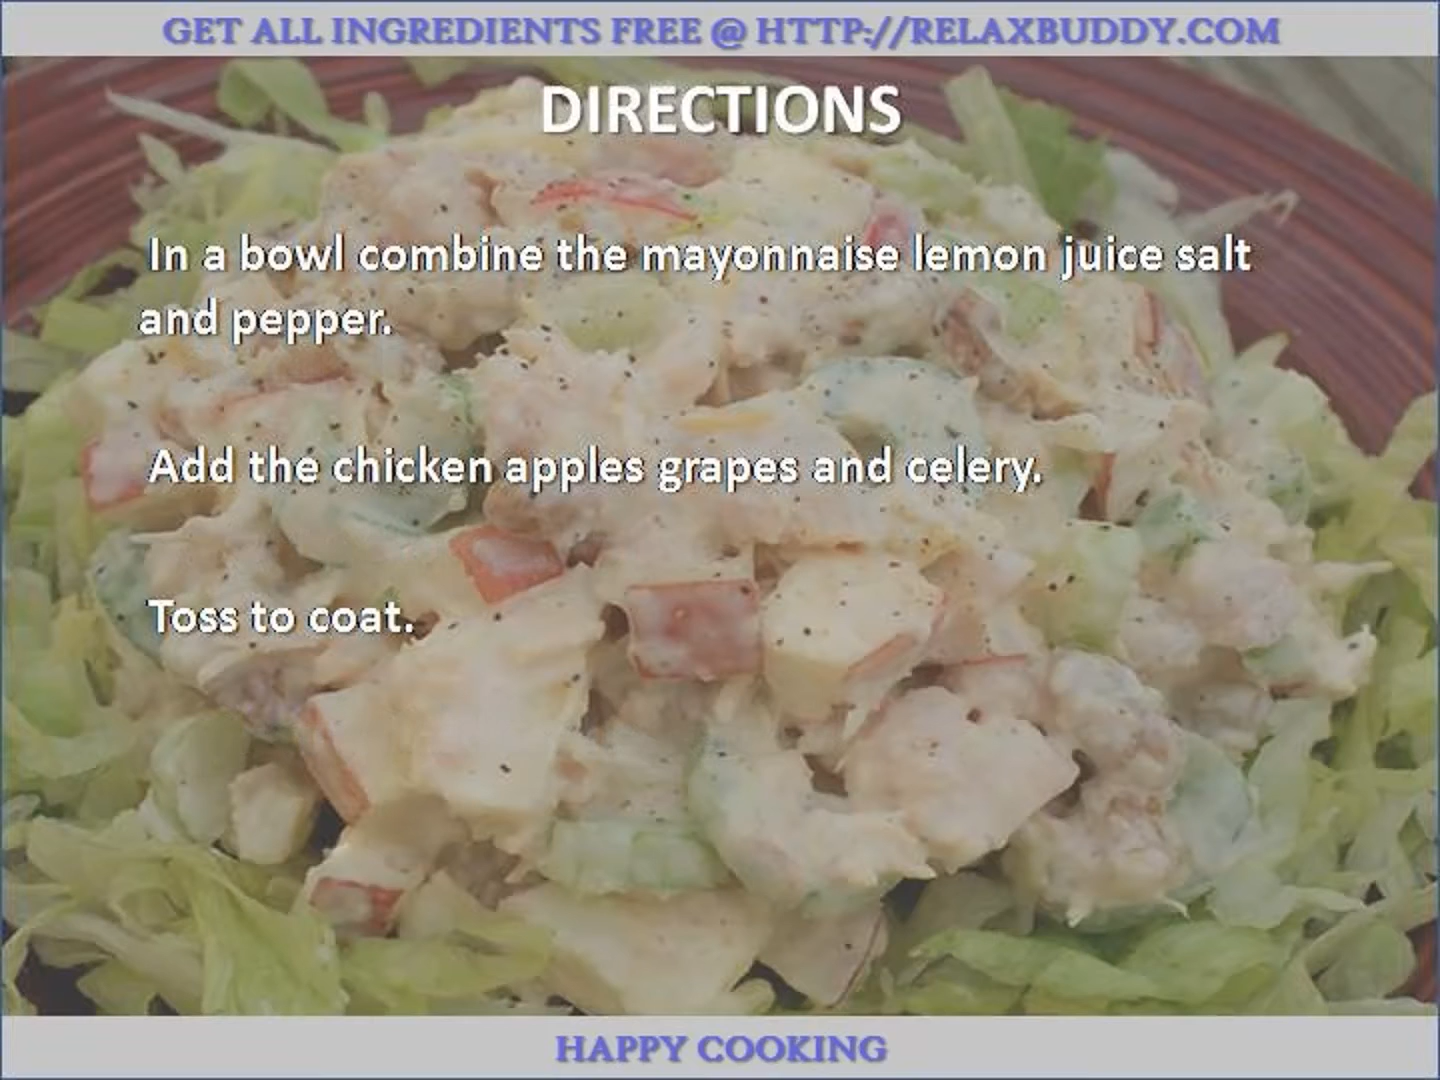 GET ALL INGREDIENTS FREE @ HTTP://RELAXBUDDY.COM
DIRECTIONS
In a bowl combine the mayonnaise lemon juice salt
and pepper.
Add the chicken apples grapes and celery.
Toss to coat.
HAPPY COOKING